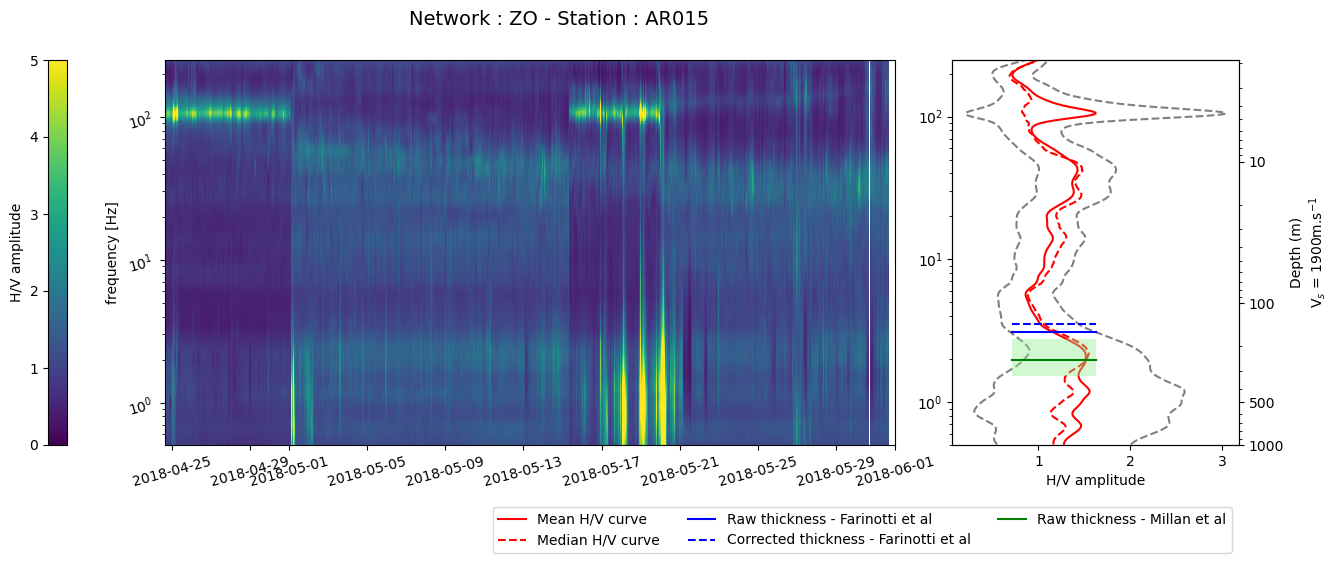 Network : ZO - Station : AR015
5
4
3
2
1
0
H/V amplitude
frequency [Hz]
10²
10¹
10⁰
2018-04-25
2018-04-29
2018-05-01
2018-05-05
2018-05-09
2018-05-13
2018-05-17
2018-05-21
2018-05-25
2018-05-29
2018-06-01
10²
10¹
10⁰
1
2
3
H/V amplitude
10
100
500
1000
Depth (m)
Vₛ = 1900m.s⁻¹
Mean H/V curve
Median H/V curve
Raw thickness - Farinotti et al
Corrected thickness - Farinotti et al
Raw thickness - Millan et al